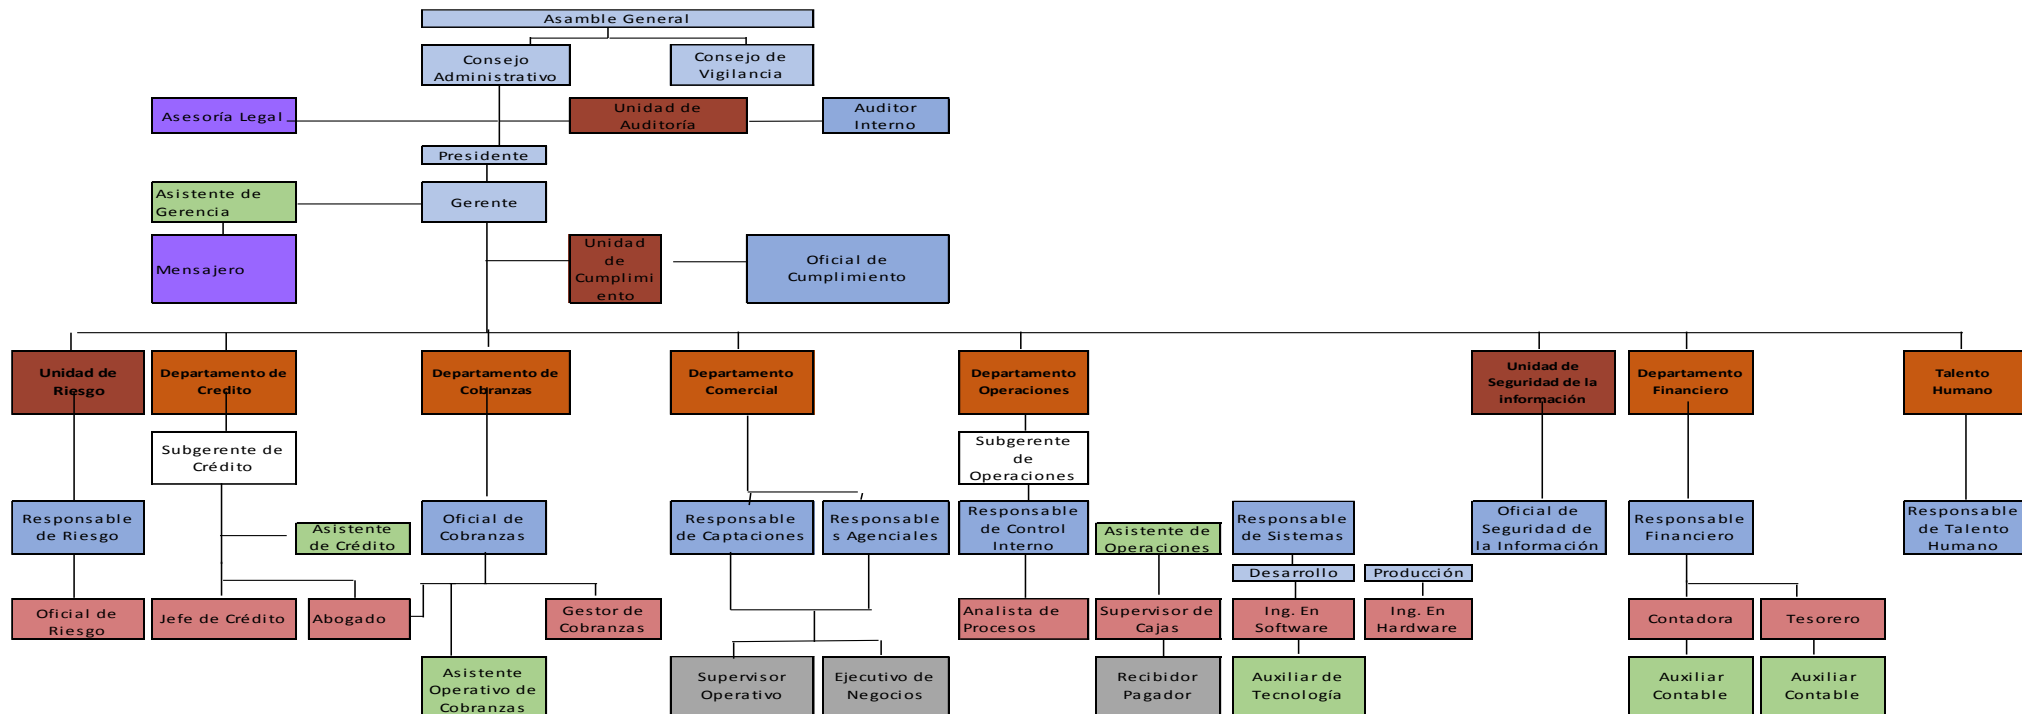 Asamble General
Consejo
Administrativo
Consejo de
Vigilancia
Asesoría Legal
Unidad de
Auditoría
Auditor
Interno
Presidente
Asistente de
Gerencia
Gerente
Mensajero
Unidad
de
Cumplimi
ento
Oficial de
Cumplimiento
Unidad de
Riesgo
Departamento de
Credito
Departamento de
Cobranzas
Departamento
Comercial
Departamento
Operaciones
Unidad de
Seguridad de la
información
Departamento
Financiero
Talento
Humano
Subgerente de
Crédito
Subgerente
de
Operaciones
Responsable
de Riesgo
Asistente
de Crédito
Oficial de
Cobranzas
Responsable
de Captaciones
Responsable
s Agenciales
Responsable
de Control
Interno
Asistente de
Operaciones
Responsable
de Sistemas
Oficial de
Seguridad de
la Información
Responsable
Financiero
Responsable
de Talento
Humano
Desarrollo
Producción
Oficial de
Riesgo
Jefe de Crédito
Abogado
Gestor de
Cobranzas
Analista de
Procesos
Supervisor de
Cajas
Ing. En
Software
Ing. En
Hardware
Contadora
Tesorero
Asistente
Operativo de
Cobranzas
Supervisor
Operativo
Ejecutivo de
Negocios
Recibidor
Pagador
Auxiliar de
Tecnología
Auxiliar
Contable
Auxiliar
Contable